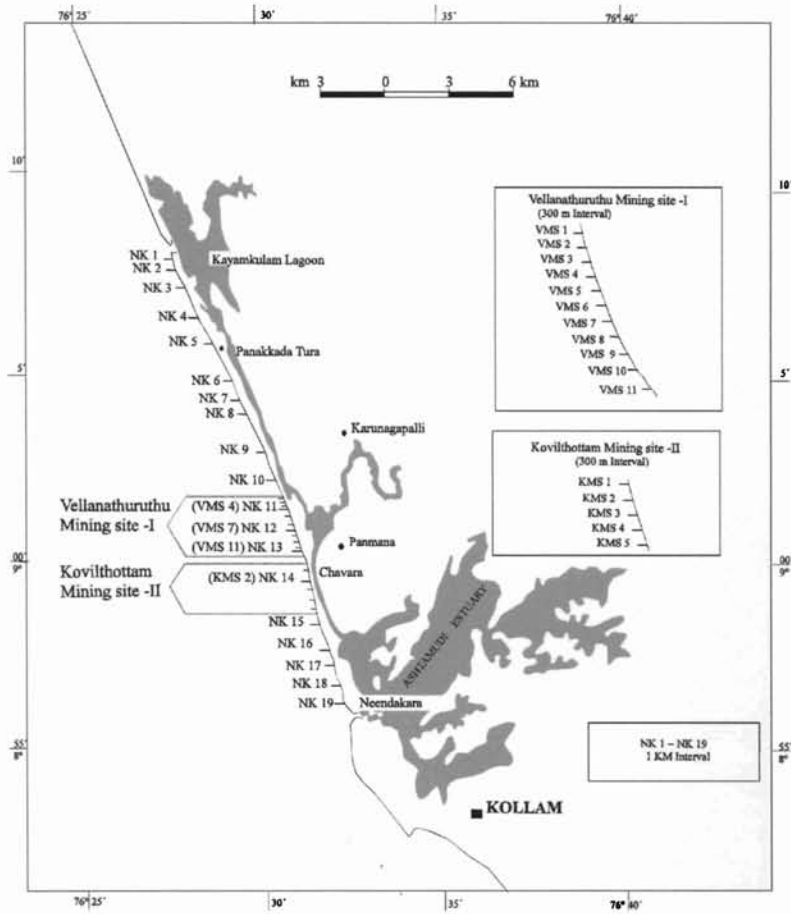 76° 25'
30'
35'
76° 40'
km 3 0 3 6 km
10'
10'
Vellanathuruthu Mining site -I
(300 m Interval)
VMS 1
VMS 2
VMS 3
VMS 4
VMS 5
VMS 6
VMS 7
VMS 8
VMS 9
VMS 10
VMS 11
NK 1
Kayamkulam Lagoon
NK 2
NK 3
NK 4
NK 5
Panakkada Tura
5'
5'
NK 6
NK 7
NK 8
Karunagapalli
NK 9
NK 10
Kovilthottam Mining site -II
(300 m Interval)
KMS 1
KMS 2
KMS 3
KMS 4
KMS 5
Vellanathuruthu
Mining site -I
(VMS 4) NK 11
(VMS 7) NK 12
(VMS 11) NK 13
Panmana
00'
9°
00'
9°
Kovilthottam
Mining site -II
(KMS 2) NK 14
Chavara
ASHTAMUDI ESTUARY
NK 15
NK 16
NK 17
NK 18
NK 19
Neendakara
55'
8°
55'
8°
NK 1 – NK 19
1 KM Interval
KOLLAM
76° 25'
30'
35'
76° 40'